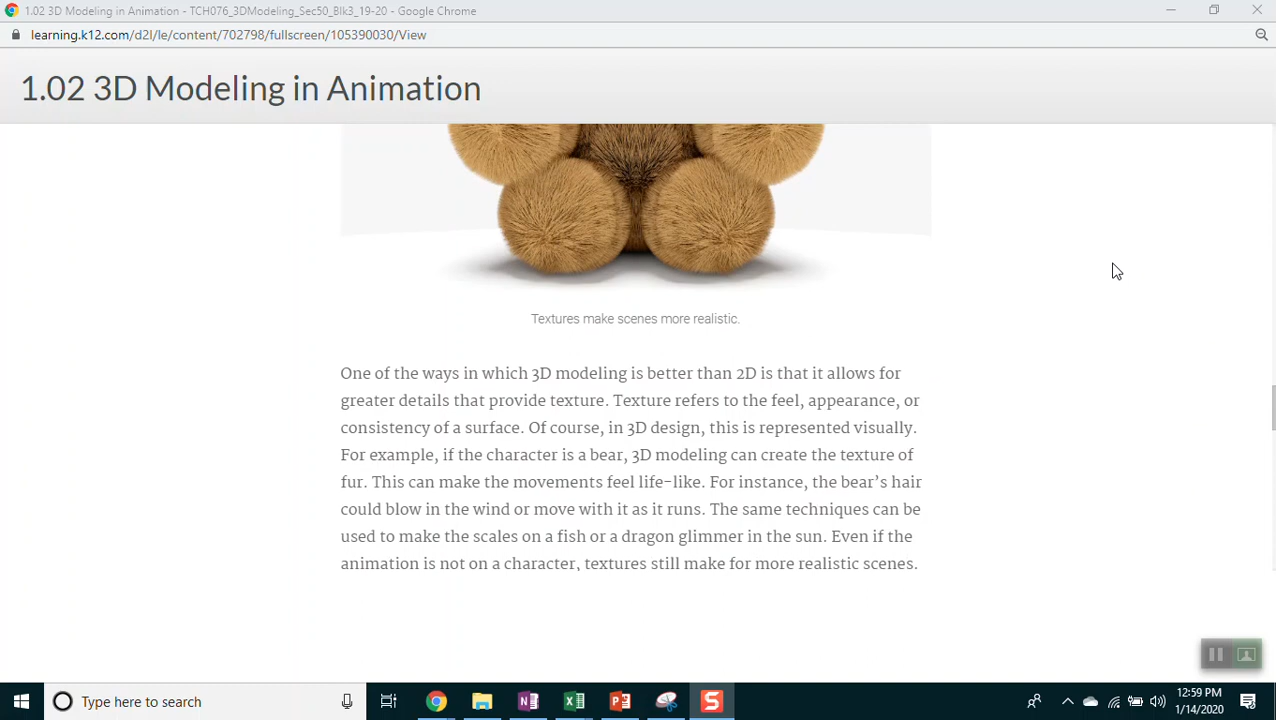 1.02 3D Modeling in Animation - TCH076_3DModeling_Sec50_Blk3_19-20 - Google Chrome
learning.k12.com/d2l/le/content/702798/fullscreen/105390030/View
1.02 3D Modeling in Animation
Textures make scenes more realistic.
One of the ways in which 3D modeling is better than 2D is that it allows for
greater details that provide texture. Texture refers to the feel, appearance, or
consistency of a surface. Of course, in 3D design, this is represented visually.
For example, if the character is a bear, 3D modeling can create the texture of
fur. This can make the movements feel life-like. For instance, the bear’s hair
could blow in the wind or move with it as it runs. The same techniques can be
used to make the scales on a fish or a dragon glimmer in the sun. Even if the
animation is not on a character, textures still make for more realistic scenes.
Type here to search
12:59 PM
1/14/2020